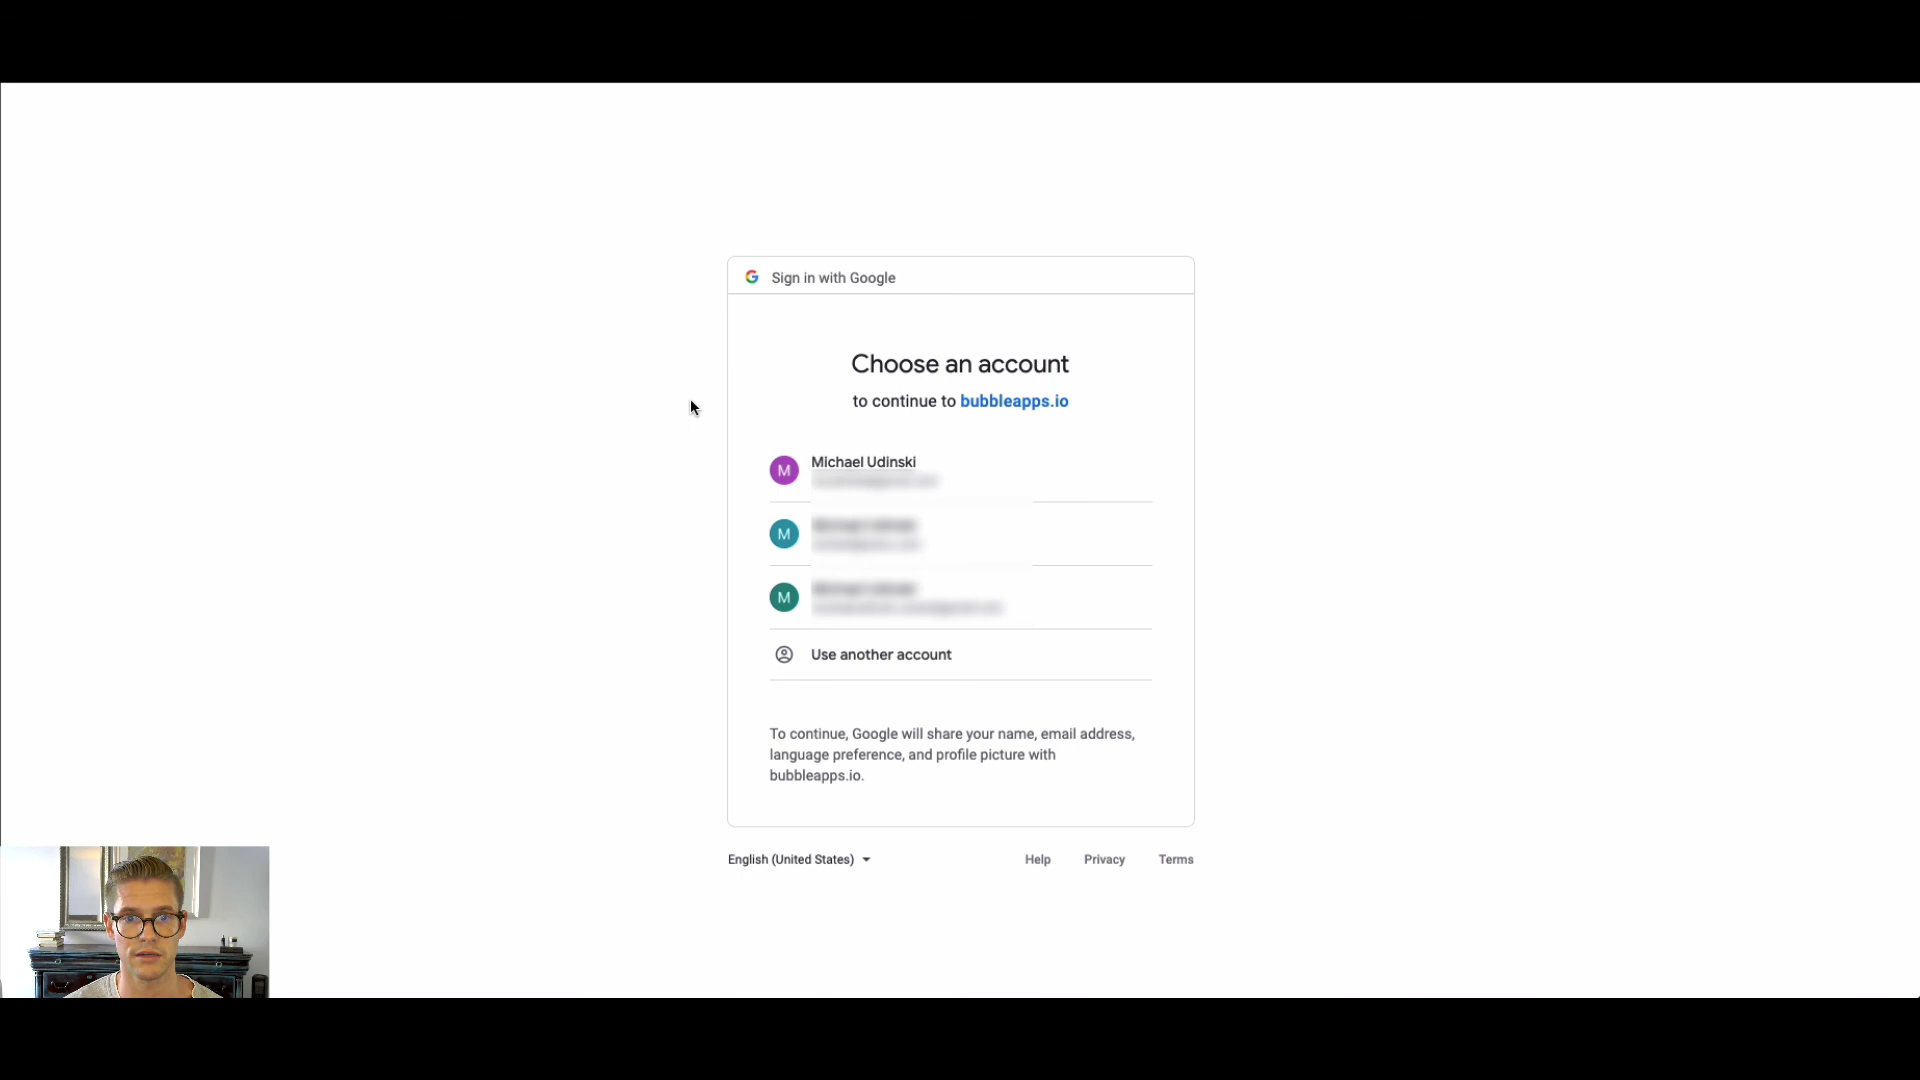 Sign in with Google
Choose an account
to continue to bubbleapps.io
M
Michael Udinski
M
M
Use another account
To continue, Google will share your name, email address,
language preference, and profile picture with
bubbleapps.io.
English (United States)
Help
Privacy
Terms